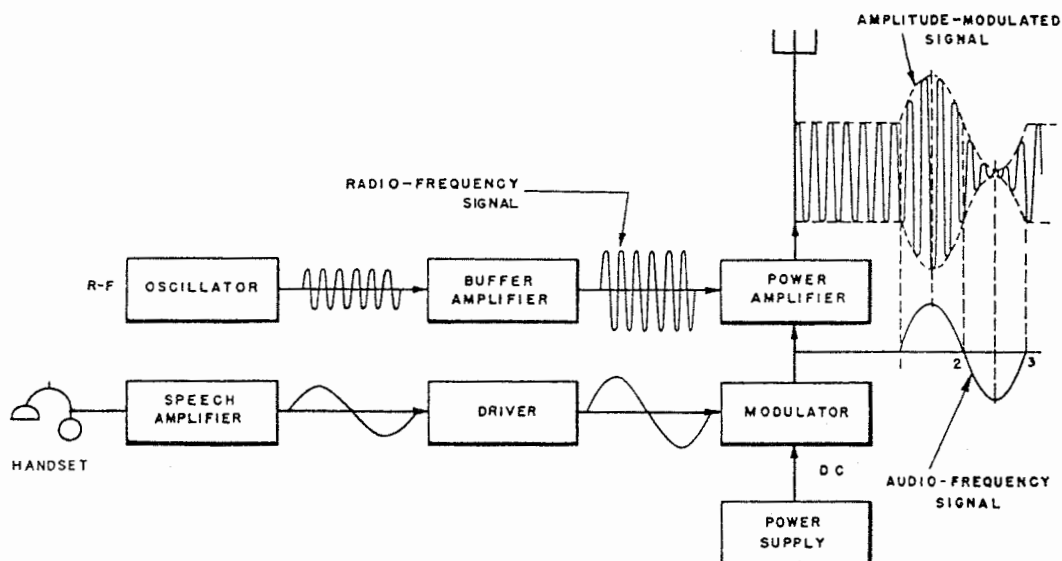 AMPLITUDE-MODULATED
SIGNAL
RADIO-FREQUENCY
SIGNAL
R-F
OSCILLATOR
BUFFER
AMPLIFIER
POWER
AMPLIFIER
2
3
SPEECH
AMPLIFIER
DRIVER
MODULATOR
HANDSET
DC
AUDIO-FREQUENCY
SIGNAL
POWER
SUPPLY